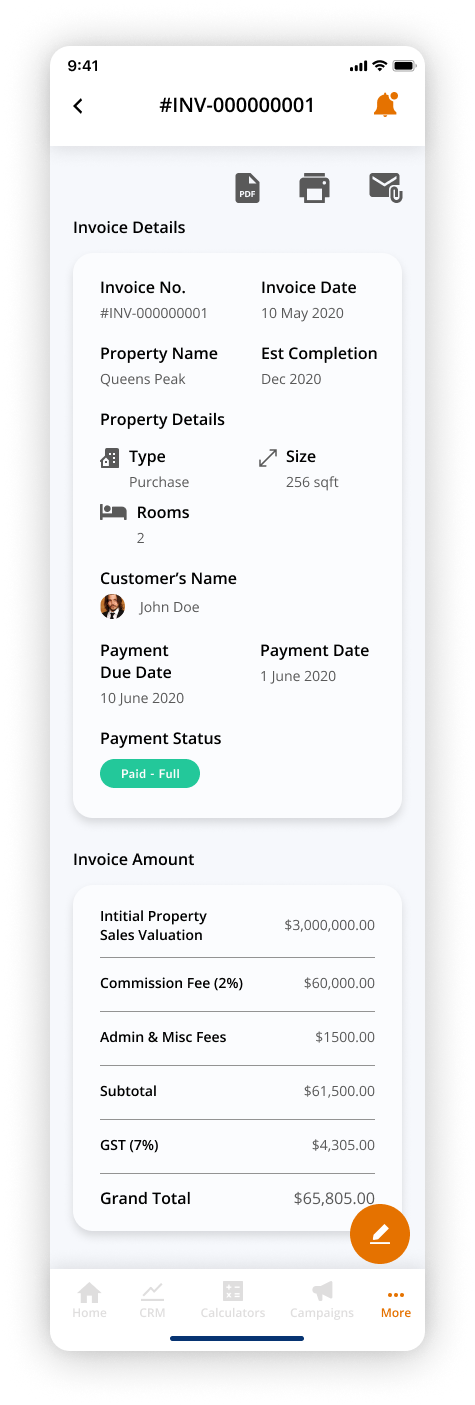 9:41
#INV-000000001
PDF
Invoice Details
Invoice No.
Invoice Date
#INV-000000001
10 May 2020
Property Name
Est Completion
Queens Peak
Dec 2020
Property Details
Type
Size
Purchase
256 sqft
Rooms
2
Customer’s Name
John Doe
Payment
Due Date
Payment Date
10 June 2020
1 June 2020
Payment Status
Paid - Full
Invoice Amount
Intitial Property
Sales Valuation
$3,000,000.00
Commission Fee (2%)
$60,000.00
Admin & Misc Fees
$1500.00
Subtotal
$61,500.00
GST (7%)
$4,305.00
Grand Total
$65,805.00
Home
CRM
Calculators
Campaigns
More